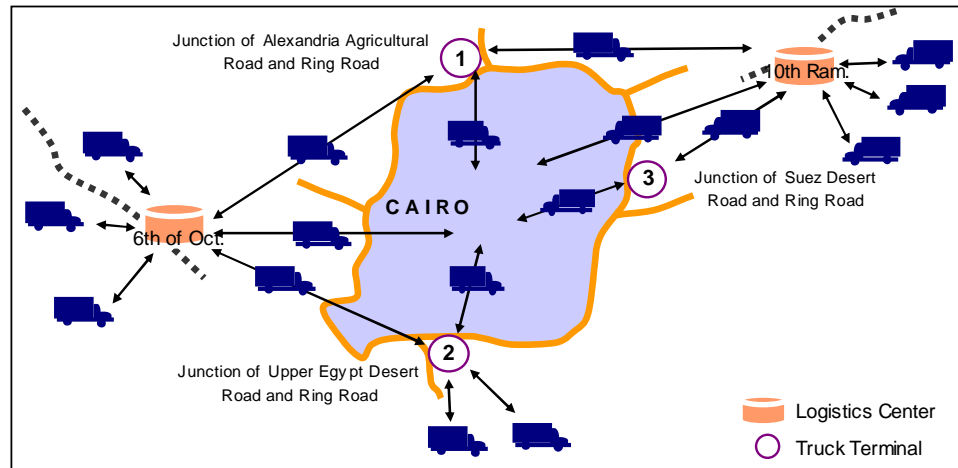 Junction of Alexandria Agricultural
Road and Ring Road
1
10th Ram.
3
Junction of Suez Desert
Road and Ring Road
CAIRO
6th of Oct.
2
Junction of Upper Egypt Desert
Road and Ring Road
Logistics Center
Truck Terminal